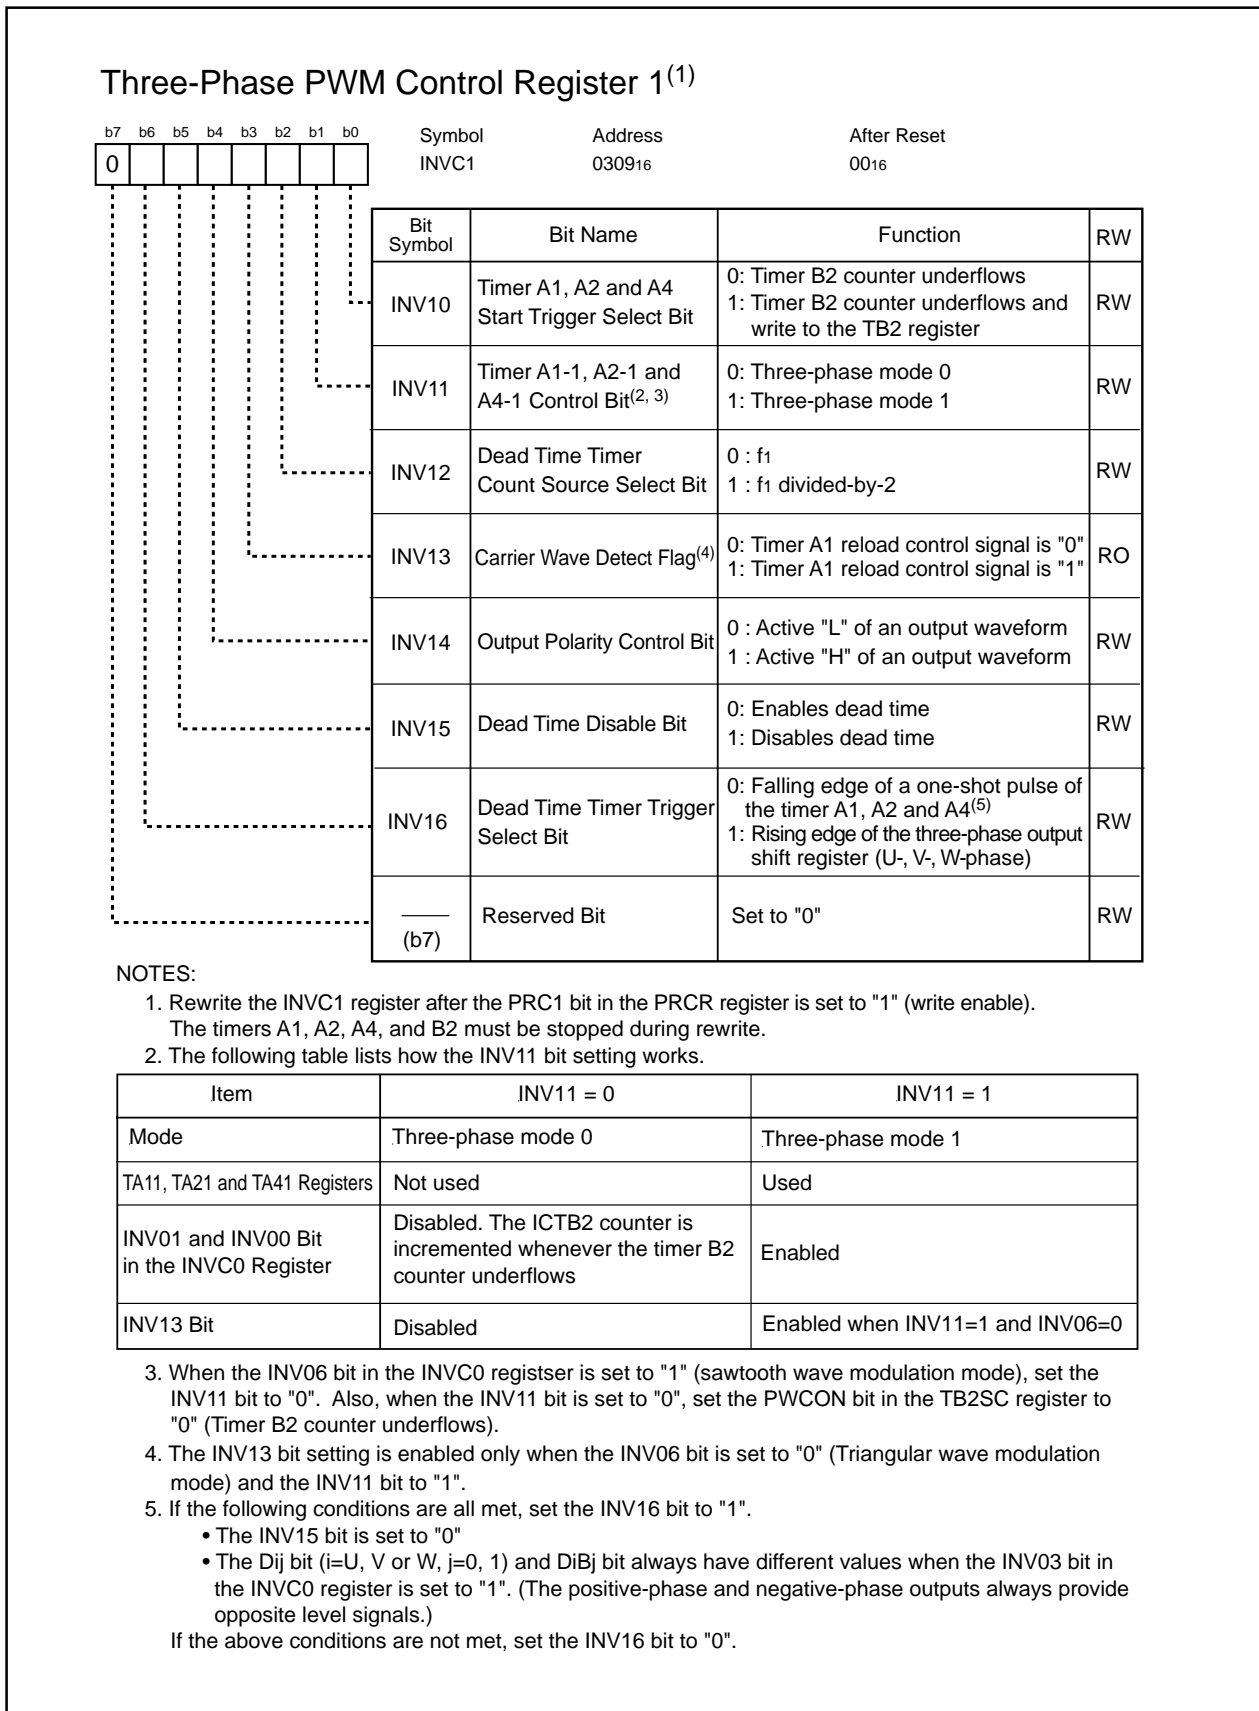 Three-Phase PWM Control Register 1(1)
b7 b6 b5 b4 b3 b2 b1 b0
Symbol Address After Reset
0
INVC1 030916 0016
Bit Symbol Bit Name Function RW
INV10
Timer A1, A2 and A4
Start Trigger Select Bit
0: Timer B2 counter underflows
1: Timer B2 counter underflows and
write to the TB2 register
RW
INV11
Timer A1-1, A2-1 and
A4-1 Control Bit(2, 3)
0: Three-phase mode 0
1: Three-phase mode 1
RW
INV12
Dead Time Timer
Count Source Select Bit
0 : f1
1 : f1 divided-by-2
RW
INV13
Carrier Wave Detect Flag(4)
0: Timer A1 reload control signal is "0"
1: Timer A1 reload control signal is "1"
RO
INV14
Output Polarity Control Bit
0 : Active "L" of an output waveform
1 : Active "H" of an output waveform
RW
INV15
Dead Time Disable Bit
0: Enables dead time
1: Disables dead time
RW
INV16
Dead Time Timer Trigger
Select Bit
0: Falling edge of a one-shot pulse of
the timer A1, A2 and A4(5)
1: Rising edge of the three-phase output
shift register (U-, V-, W-phase)
RW
(b7)
Reserved Bit
Set to "0"
RW
NOTES:
1. Rewrite the INVC1 register after the PRC1 bit in the PRCR register is set to "1" (write enable).
The timers A1, A2, A4, and B2 must be stopped during rewrite.
2. The following table lists how the INV11 bit setting works.
Item INV11 = 0 INV11 = 1
Mode Three-phase mode 0 Three-phase mode 1
TA11, TA21 and TA41 Registers Not used Used
INV01 and INV00 Bit
in the INVC0 Register
Disabled. The ICTB2 counter is
incremented whenever the timer B2
counter underflows
Enabled
INV13 Bit Disabled Enabled when INV11=1 and INV06=0
3. When the INV06 bit in the INVC0 registser is set to "1" (sawtooth wave modulation mode), set the
INV11 bit to "0". Also, when the INV11 bit is set to "0", set the PWCON bit in the TB2SC register to
"0" (Timer B2 counter underflows).
4. The INV13 bit setting is enabled only when the INV06 bit is set to "0" (Triangular wave modulation
mode) and the INV11 bit to "1".
5. If the following conditions are all met, set the INV16 bit to "1".
• The INV15 bit is set to "0"
• The Dij bit (i=U, V or W, j=0, 1) and DiBj bit always have different values when the INV03 bit in
the INVC0 register is set to "1". (The positive-phase and negative-phase outputs always provide
opposite level signals.)
If the above conditions are not met, set the INV16 bit to "0".